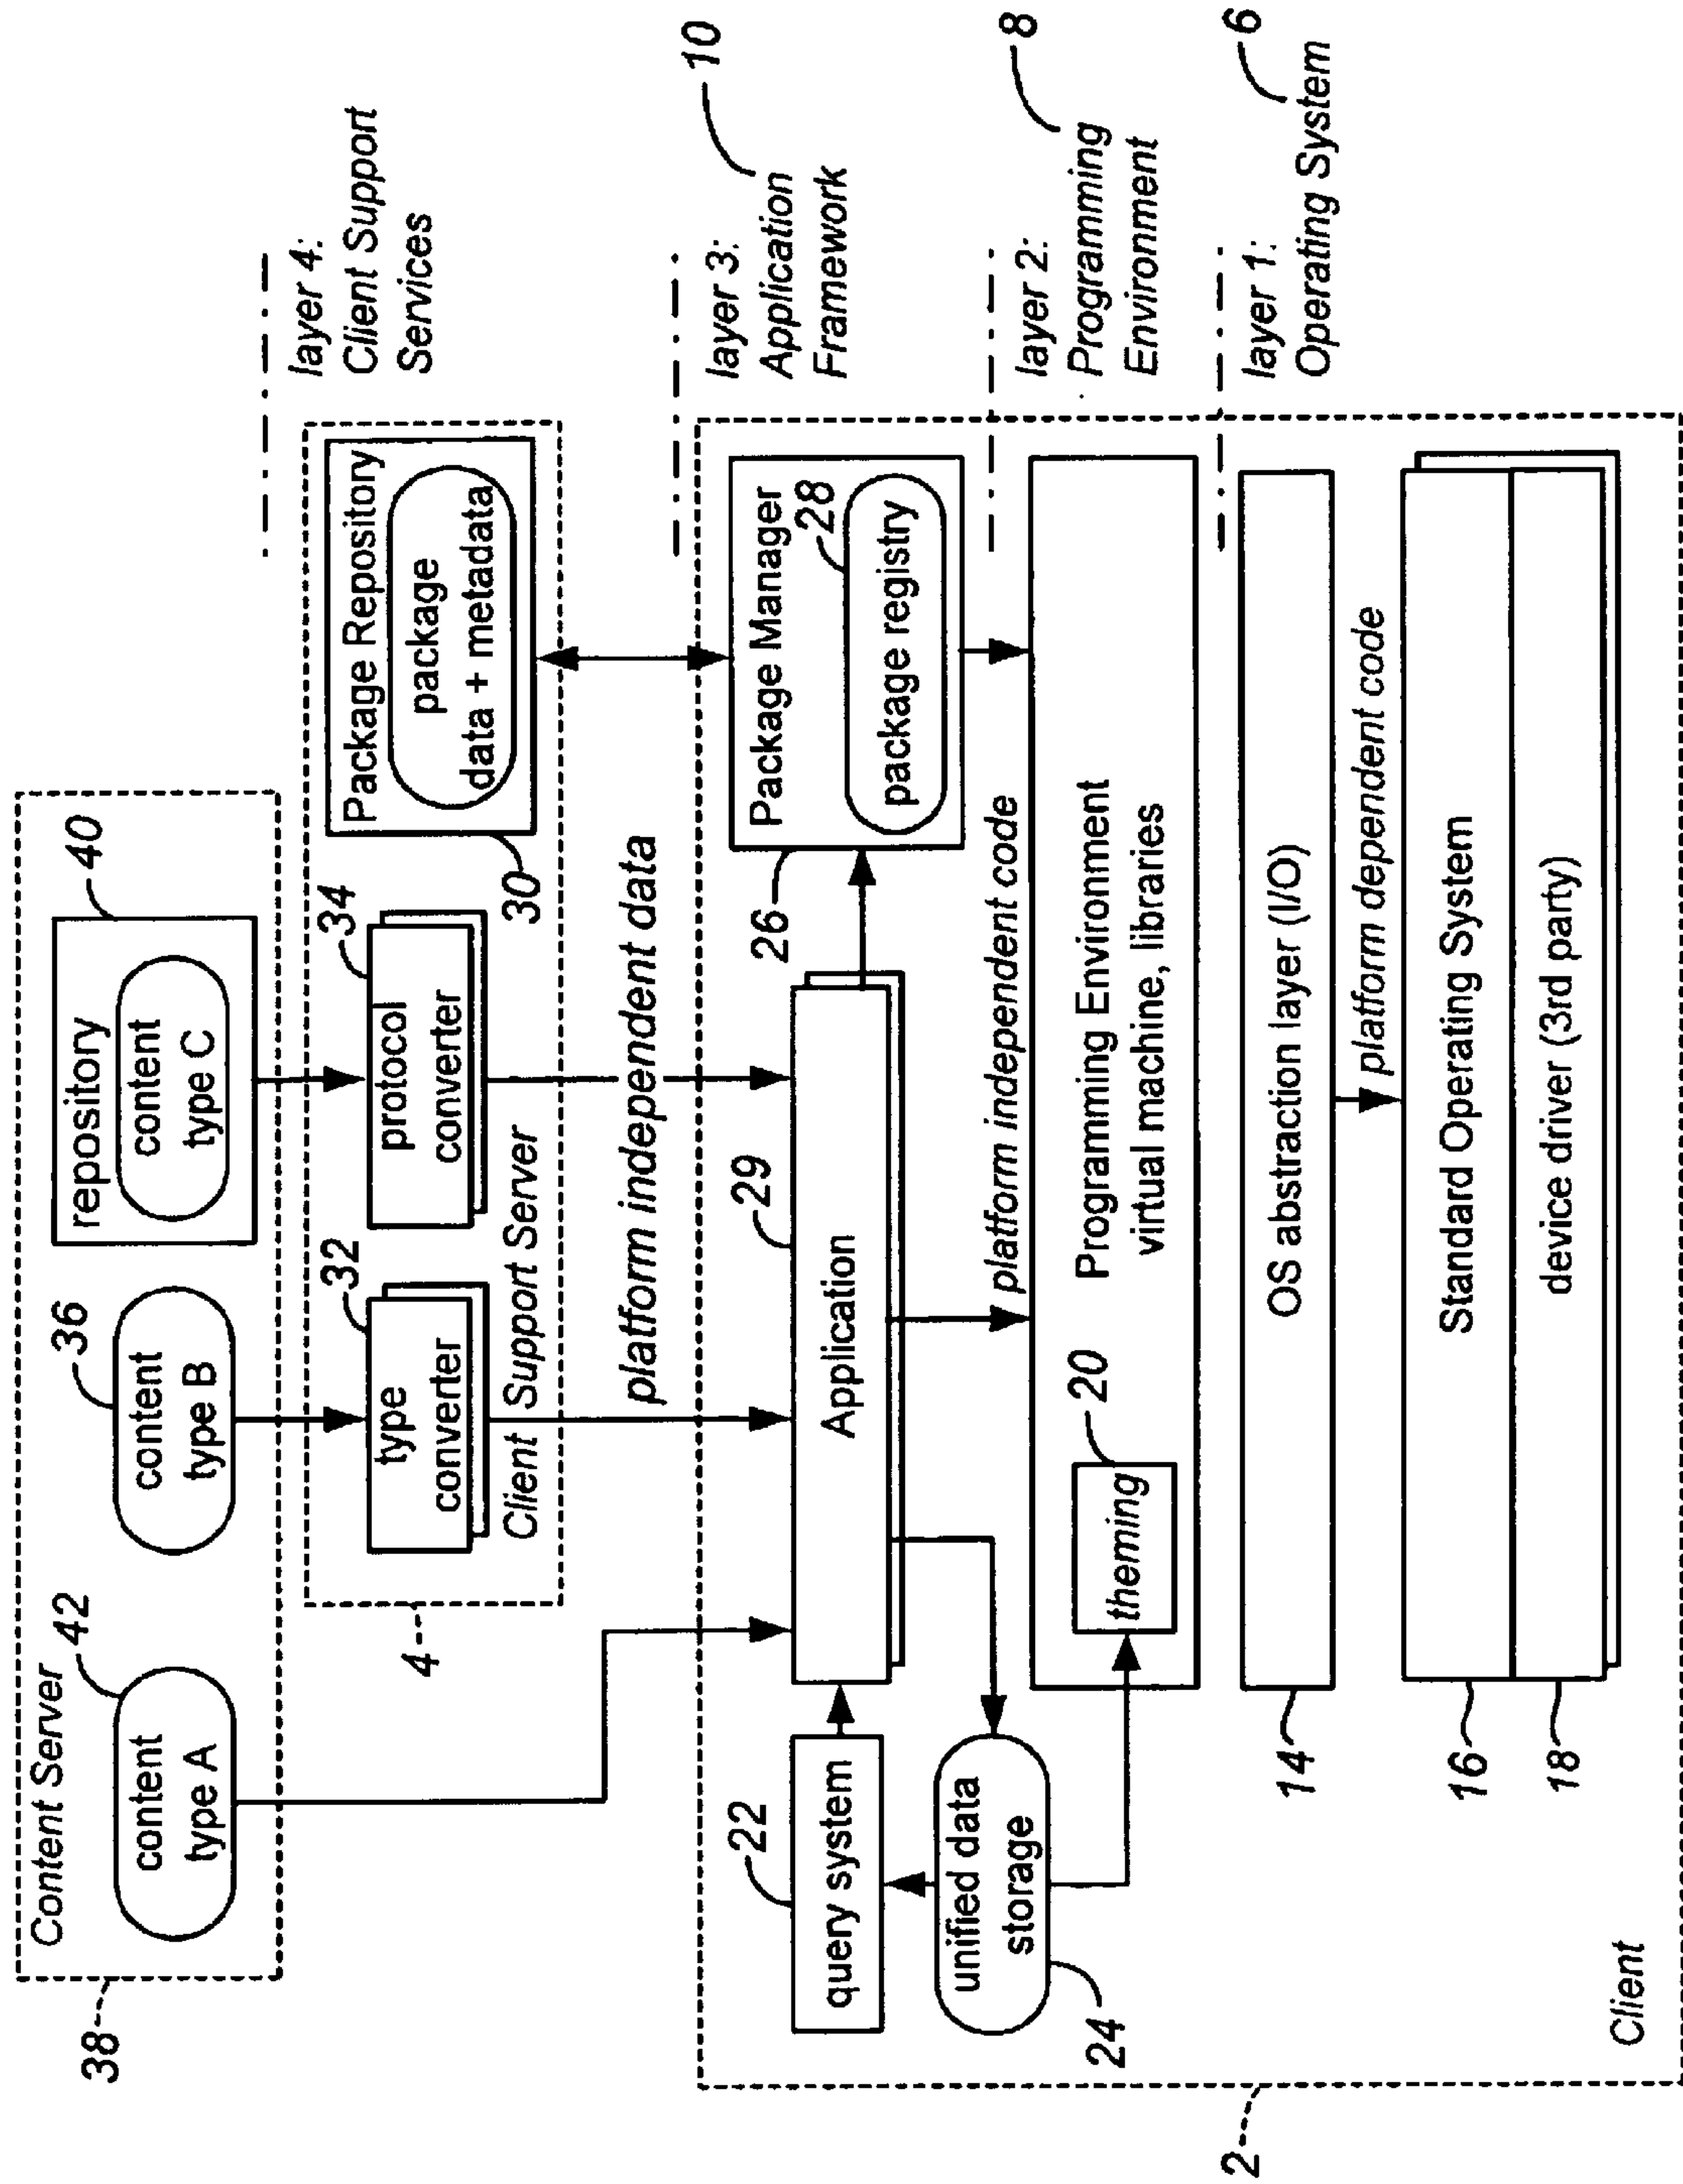 Content Server
38
42
content
type A
36
content
type B
40
repository
content
type C
layer 4:
Client Support
Services
4
32
type
converter
34
protocol
converter
Client Support Server
30
Package Repository
package
data + metadata
platform independent data
layer 3:
Application
Framework
10
22
query system
29
Application
26
Package Manager
28
package registry
unified data
storage
24
platform independent code
layer 2:
Programming
Environment
8
theming
20
Programming Environment
virtual machine, libraries
layer 1:
Operating System
6
14
OS abstraction layer (I/O)
platform dependent code
16
Standard Operating System
18
device driver (3rd party)
Client
2